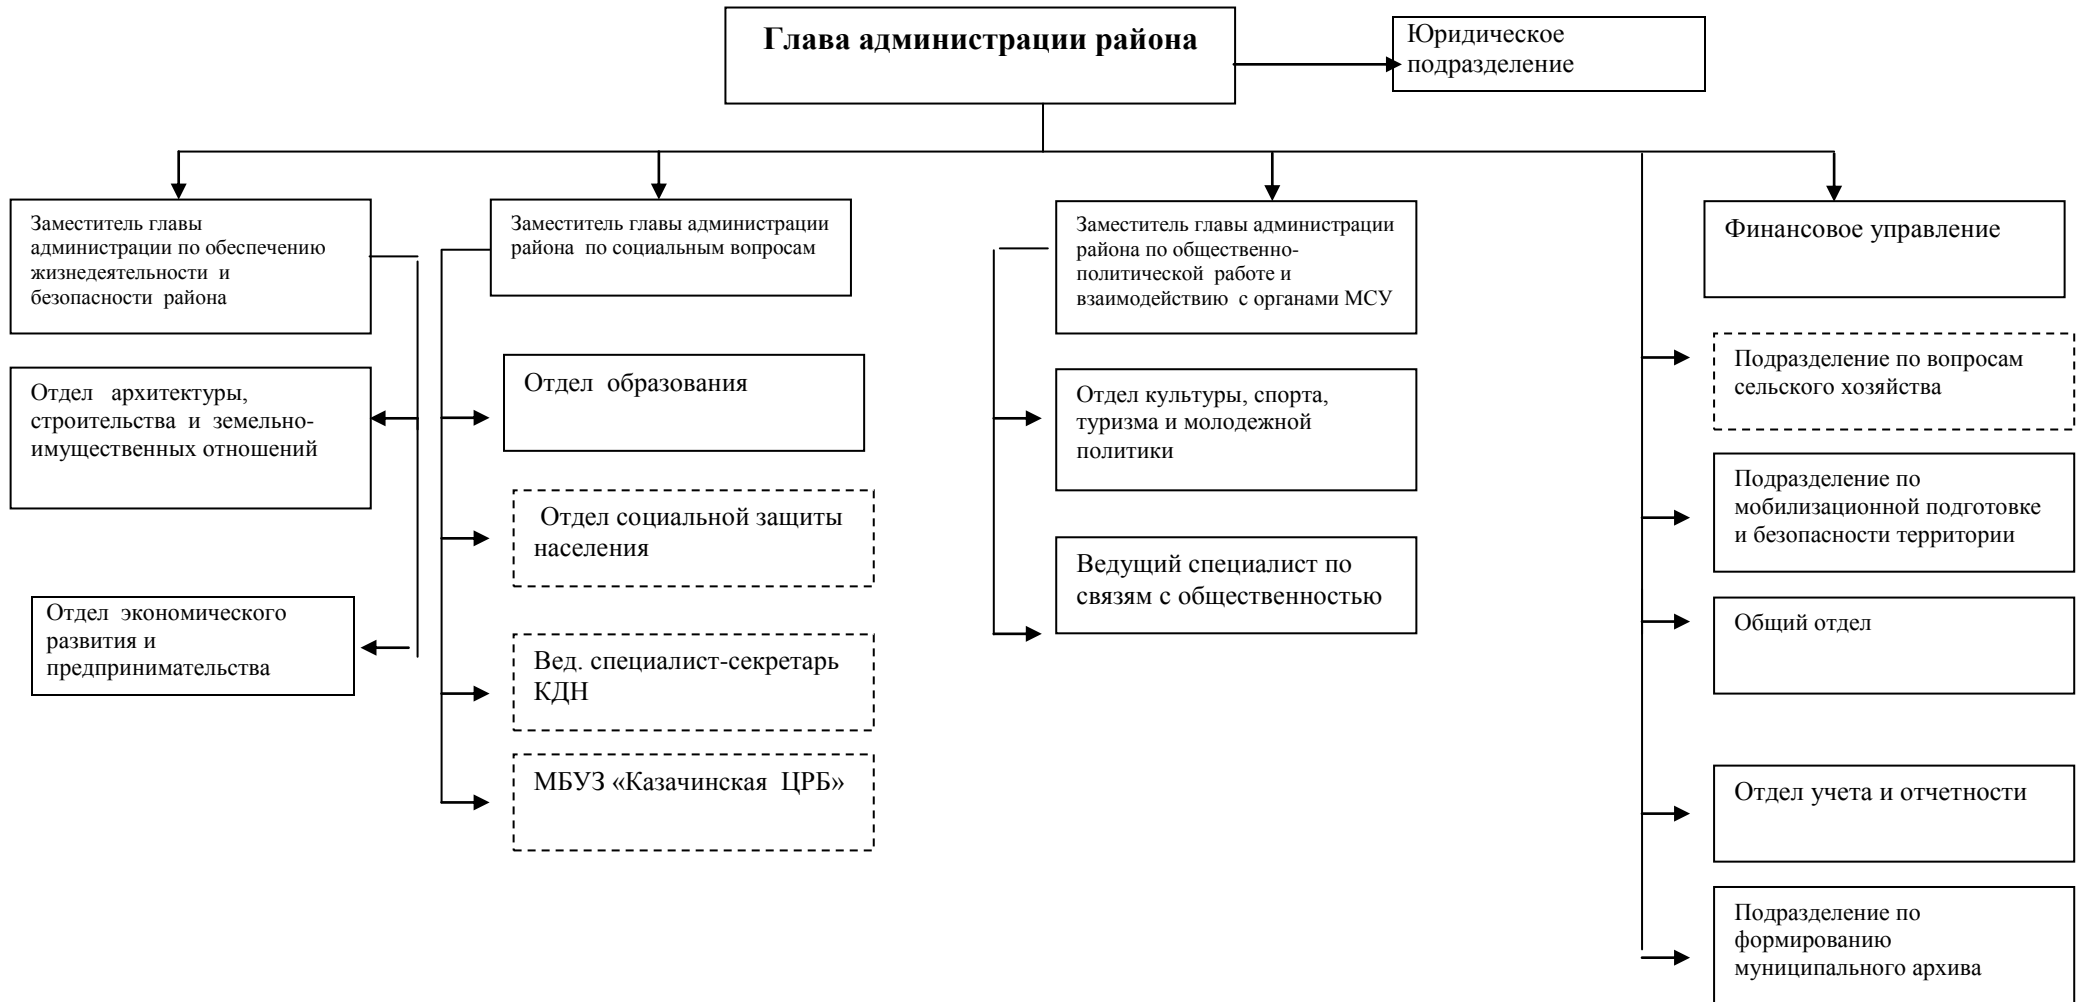 Глава администрации района
Юридическое
подразделение
Заместитель главы
администрации по обеспечению
жизнедеятельности и
безопасности района
Заместитель главы администрации
района по социальным вопросам
Заместитель главы администрации
района по общественно-
политической работе и
взаимодействию с органами МСУ
Финансовое управление
Отдел архитектуры,
строительства и земельно-
имущественных отношений
Отдел экономического
развития и
предпринимательства
Отдел образования
Отдел социальной защиты
населения
Вед. специалист-секретарь
КДН
МБУЗ «Казачинская ЦРБ»
Отдел культуры, спорта,
туризма и молодежной
политики
Ведущий специалист по
связям с общественностью
Подразделение по вопросам
сельского хозяйства
Подразделение по
мобилизационной подготовке
и безопасности территории
Общий отдел
Отдел учета и отчетности
Подразделение по
формированию
муниципального архива